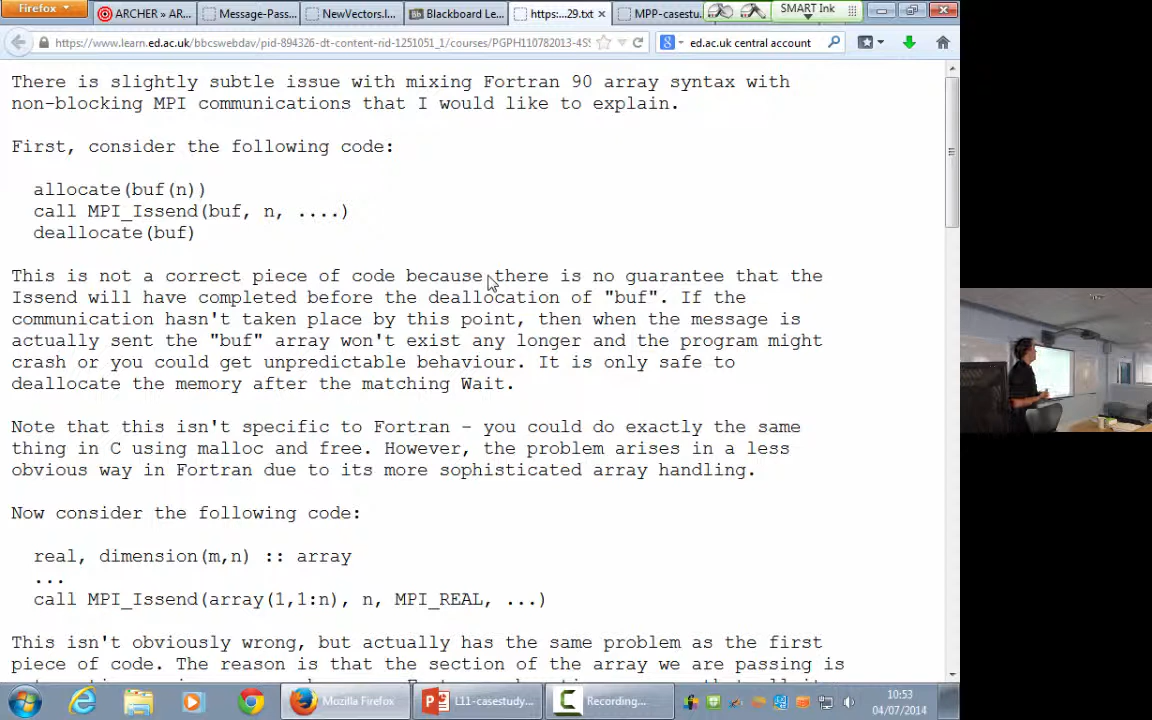 Firefox
ARCHER » AR...
Message-Pass...
NewVectors.l...
Blackboard Le...
https:...29.txt
MPP-casestu...
SMART Ink
https://www.learn.ed.ac.uk/bbcswebdav/pid-894326-dt-content-rid-1251051_1/courses/PGPH110782013-4S
ed.ac.uk central account
There is slightly subtle issue with mixing Fortran 90 array syntax with
non-blocking MPI communications that I would like to explain.
First, consider the following code:
allocate(buf(n))
call MPI_Issend(buf, n, ....)
deallocate(buf)
This is not a correct piece of code because there is no guarantee that the
Issend will have completed before the deallocation of "buf". If the
communication hasn't taken place by this point, then when the message is
actually sent the "buf" array won't exist any longer and the program might
crash or you could get unpredictable behaviour. It is only safe to
deallocate the memory after the matching Wait.
Note that this isn't specific to Fortran - you could do exactly the same
thing in C using malloc and free. However, the problem arises in a less
obvious way in Fortran due to its more sophisticated array handling.
Now consider the following code:
real, dimension(m,n) :: array
...
call MPI_Issend(array(1,1:n), n, MPI_REAL, ...)
This isn't obviously wrong, but actually has the same problem as the first
piece of code. The reason is that the section of the array we are passing is
Mozilla Firefox
L11-casestudy...
Recording...
10:53
04/07/2014